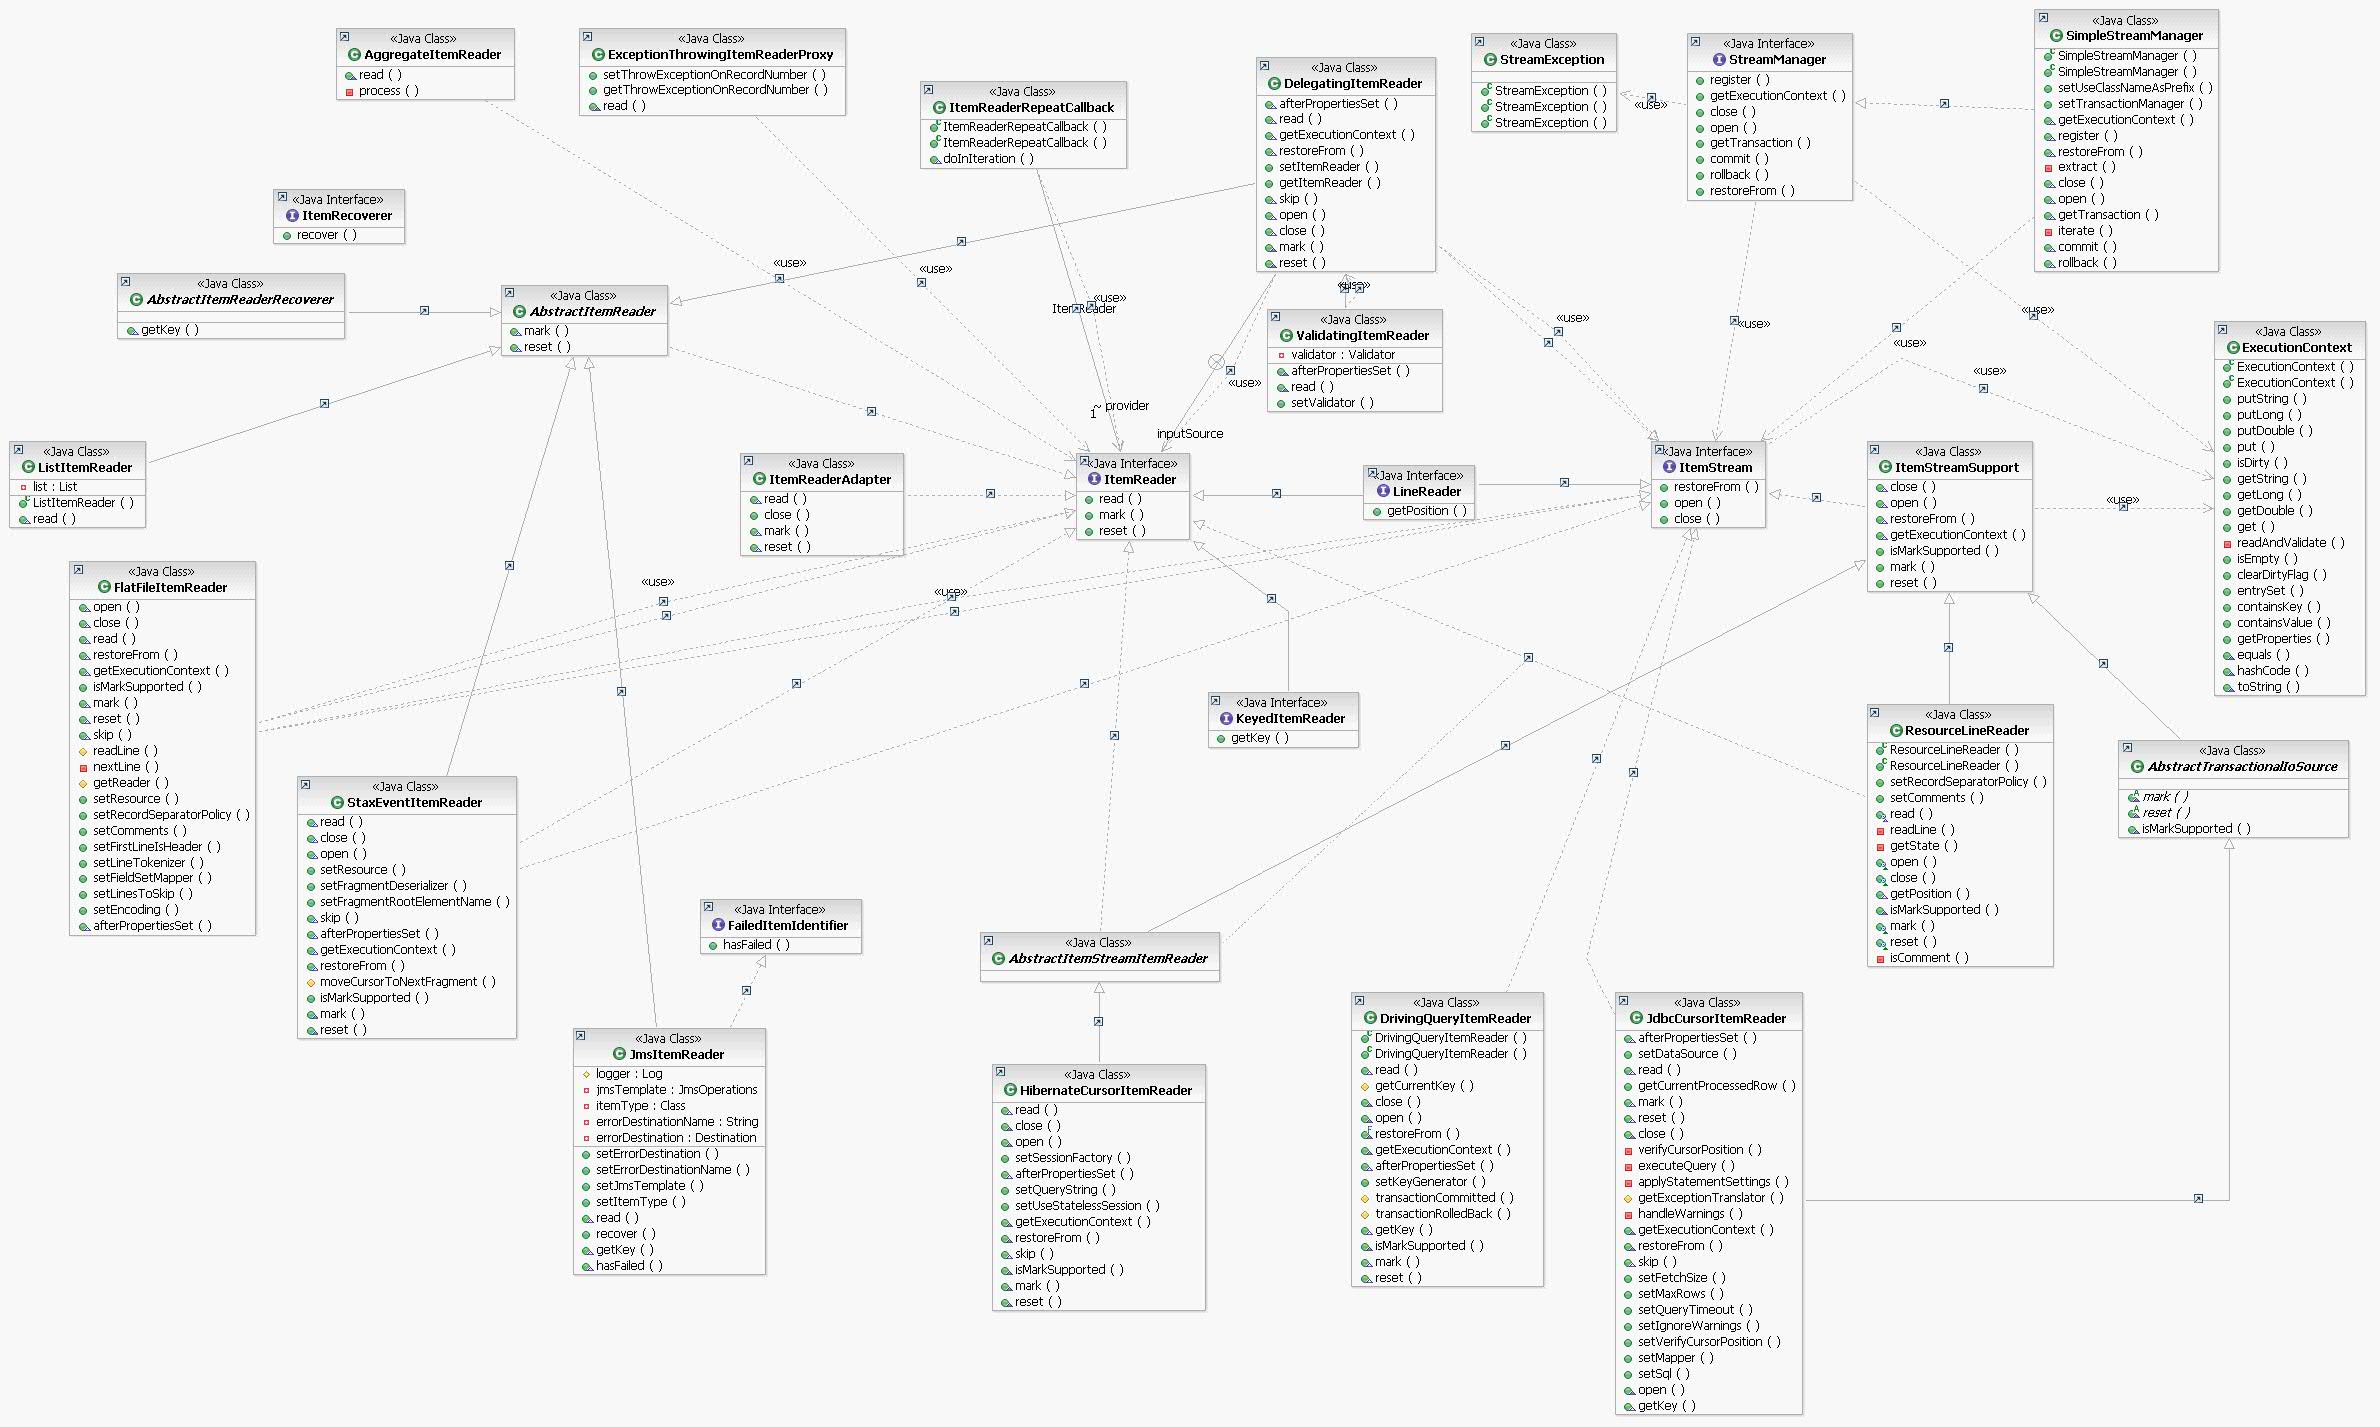 «Java Class»
AggregateItemReader
read ( )
process ( )
«Java Class»
ExceptionThrowingItemReaderProxy
setThrowExceptionOnRecordNumber ( )
getThrowExceptionOnRecordNumber ( )
read ( )
«Java Class»
ItemReaderRepeatCallback
ItemReaderRepeatCallback ( )
ItemReaderRepeatCallback ( )
doInIteration ( )
«Java Class»
DelegatingItemReader
afterPropertiesSet ( )
read ( )
getExecutionContext ( )
restoreFrom ( )
setItemReader ( )
getItemReader ( )
skip ( )
open ( )
close ( )
mark ( )
reset ( )
«Java Class»
StreamException
StreamException ( )
StreamException ( )
StreamException ( )
«use»
«Java Interface»
StreamManager
register ( )
getExecutionContext ( )
close ( )
open ( )
getTransaction ( )
commit ( )
rollback ( )
restoreFrom ( )
«Java Class»
SimpleStreamManager
SimpleStreamManager ( )
SimpleStreamManager ( )
setUseClassNameAsPrefix ( )
setTransactionManager ( )
getExecutionContext ( )
register ( )
restoreFrom ( )
extract ( )
close ( )
open ( )
getTransaction ( )
iterate ( )
commit ( )
rollback ( )
«Java Interface»
ItemRecoverer
recover ( )
«Java Class»
AbstractItemReaderRecoverer
getKey ( )
«Java Class»
AbstractItemReader
mark ( )
reset ( )
«use»
«use»
«use»
ItemReader
«use»
«Java Class»
ValidatingItemReader
validator : Validator
afterPropertiesSet ( )
read ( )
setValidator ( )
«use»
«use»
«use»
«use»
«use»
«use»
1
provider
inputSource
«Java Class»
ExecutionContext
ExecutionContext ( )
ExecutionContext ( )
putString ( )
putLong ( )
putDouble ( )
put ( )
isDirty ( )
getString ( )
getLong ( )
getDouble ( )
get ( )
readAndValidate ( )
isEmpty ( )
clearDirtyFlag ( )
entrySet ( )
containsKey ( )
containsValue ( )
getProperties ( )
equals ( )
hashCode ( )
toString ( )
«Java Class»
ListItemReader
list : List
ListItemReader ( )
read ( )
«Java Class»
ItemReaderAdapter
read ( )
close ( )
mark ( )
reset ( )
«Java Interface»
ItemReader
read ( )
mark ( )
reset ( )
«Java Interface»
LineReader
getPosition ( )
«Java Interface»
ItemStream
restoreFrom ( )
open ( )
close ( )
«Java Class»
ItemStreamSupport
close ( )
open ( )
restoreFrom ( )
getExecutionContext ( )
isMarkSupported ( )
mark ( )
reset ( )
«use»
«use»
«use»
«Java Class»
FlatFileItemReader
open ( )
close ( )
read ( )
restoreFrom ( )
getExecutionContext ( )
isMarkSupported ( )
mark ( )
reset ( )
skip ( )
readLine ( )
nextLine ( )
getReader ( )
setResource ( )
setRecordSeparatorPolicy ( )
setComments ( )
setFirstLineIsHeader ( )
setLineTokenizer ( )
setFieldSetMapper ( )
setLinesToSkip ( )
setEncoding ( )
afterPropertiesSet ( )
«Java Class»
StaxEventItemReader
read ( )
close ( )
open ( )
setResource ( )
setFragmentDeserializer ( )
setFragmentRootElementName ( )
skip ( )
afterPropertiesSet ( )
getExecutionContext ( )
restoreFrom ( )
moveCursorToNextFragment ( )
isMarkSupported ( )
mark ( )
reset ( )
«Java Interface»
KeyedItemReader
getKey ( )
«Java Class»
ResourceLineReader
ResourceLineReader ( )
ResourceLineReader ( )
setRecordSeparatorPolicy ( )
setComments ( )
read ( )
readLine ( )
getState ( )
open ( )
close ( )
getPosition ( )
isMarkSupported ( )
mark ( )
reset ( )
isComment ( )
«Java Class»
AbstractTransactionalIoSource
mark ( )
reset ( )
isMarkSupported ( )
«Java Interface»
FailedItemIdentifier
hasFailed ( )
«Java Class»
AbstractItemStreamItemReader
«Java Class»
JmsItemReader
logger : Log
jmsTemplate : JmsOperations
itemType : Class
errorDestinationName : String
errorDestination : Destination
setErrorDestination ( )
setErrorDestinationName ( )
setJmsTemplate ( )
setItemType ( )
read ( )
recover ( )
getKey ( )
hasFailed ( )
«Java Class»
HibernateCursorItemReader
read ( )
close ( )
open ( )
setSessionFactory ( )
afterPropertiesSet ( )
setQueryString ( )
setUseStatelessSession ( )
getExecutionContext ( )
restoreFrom ( )
skip ( )
isMarkSupported ( )
mark ( )
reset ( )
«Java Class»
DrivingQueryItemReader
DrivingQueryItemReader ( )
DrivingQueryItemReader ( )
read ( )
getCurrentKey ( )
close ( )
open ( )
restoreFrom ( )
getExecutionContext ( )
afterPropertiesSet ( )
setKeyGenerator ( )
transactionCommitted ( )
transactionRolledBack ( )
getKey ( )
isMarkSupported ( )
mark ( )
reset ( )
«Java Class»
JdbcCursorItemReader
afterPropertiesSet ( )
setDataSource ( )
read ( )
getCurrentProcessedRow ( )
mark ( )
reset ( )
close ( )
verifyCursorPosition ( )
executeQuery ( )
applyStatementSettings ( )
getExceptionTranslator ( )
handleWarnings ( )
getExecutionContext ( )
restoreFrom ( )
skip ( )
setFetchSize ( )
setMaxRows ( )
setQueryTimeout ( )
setIgnoreWarnings ( )
setVerifyCursorPosition ( )
setMapper ( )
setSql ( )
open ( )
getKey ( )